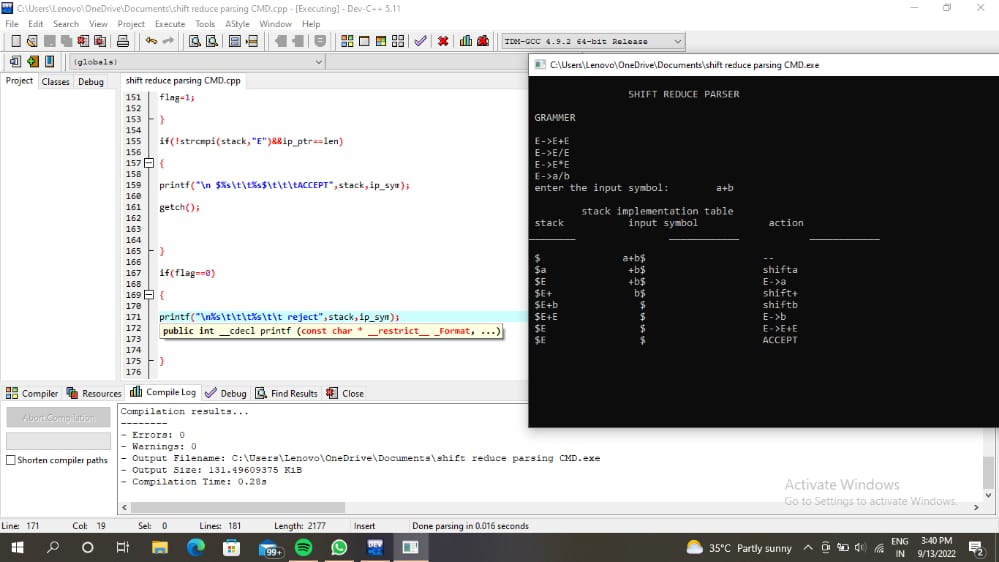 C:\Users\Lenovo\OneDrive\Documents\shift reduce parsing CMD.cpp - [Executing] - Dev-C++ 5.11
File Edit Search View Project Execute Tools AStyle Window Help
TDM-GCC 4.9.2 64-bit Release
(globals)
Project Classes Debug
shift reduce parsing CMD.cpp
151 flag=1;
152
153 }
154
155 if(!strcmpi(stack,"E")&&ip_ptr==len)
156
157 {
158
159 printf("\n $%s\t\t%s$\t\t\tACCEPT",stack,ip_sym);
160
161 getch();
162
163
164
165 }
166
167 if(flag==0)
168
169 {
170
171 printf("\n%s\t\t\t%s\t\t reject",stack,ip_sym);
172 public int __cdecl printf (const char * __restrict__ _Format, ...)
173
174
175 }
176
C:\Users\Lenovo\OneDrive\Documents\shift reduce parsing CMD.exe
SHIFT REDUCE PARSER
GRAMMER
E->E+E
E->E/E
E->E*E
E->a/b
enter the input symbol: a+b
stack implementation table
stack input symbol action
$ a+b$ --
$a +b$ shifta
$E +b$ E->a
$E+ b$ shift+
$E+b $ shiftb
$E+E $ E->b
$E $ E->E+E
$E $ ACCEPT
Compiler Resources Compile Log Debug Find Results Close
Abort Compilation
Shorten compiler paths
Compilation results...
--------
- Errors: 0
- Warnings: 0
- Output Filename: C:\Users\Lenovo\OneDrive\Documents\shift reduce parsing CMD.exe
- Output Size: 131.49609375 KiB
- Compilation Time: 0.28s
Activate Windows
Go to Settings to activate Windows.
Line: 171 Col: 19 Sel: 0 Lines: 181 Length: 2177 Insert Done parsing in 0.016 seconds
99+
DEV
35°C Partly sunny
ENG
IN
3:40 PM
9/13/2022
2